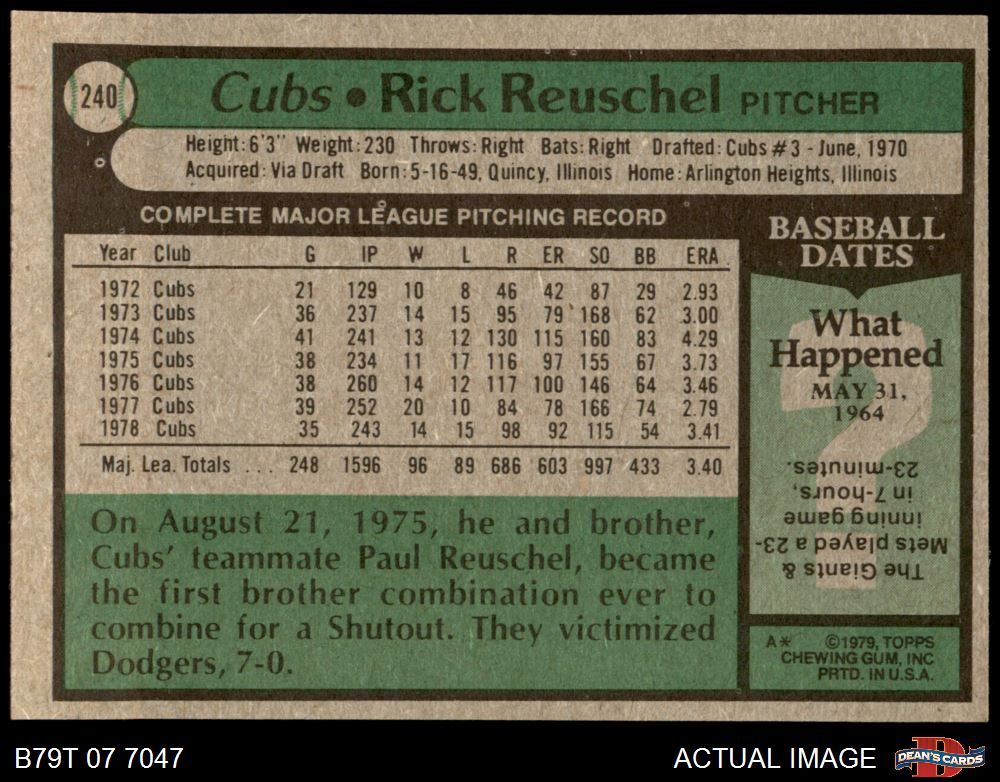 240
Cubs • Rick Reuschel PITCHER
Height: 6'3" Weight: 230 Throws: Right Bats: Right Drafted: Cubs #3 - June, 1970
Acquired: Via Draft Born: 5-16-49, Quincy, Illinois Home: Arlington Heights, Illinois
COMPLETE MAJOR LEAGUE PITCHING RECORD
Year Club G IP W L R ER SO BB ERA
1972 Cubs 21 129 10 8 46 42 87 29 2.93
1973 Cubs 36 237 14 15 95 79 168 62 3.00
1974 Cubs 41 241 13 12 130 115 160 83 4.29
1975 Cubs 38 234 11 17 116 97 155 67 3.73
1976 Cubs 38 260 14 12 117 100 146 64 3.46
1977 Cubs 39 252 20 10 84 78 166 74 2.79
1978 Cubs 35 243 14 15 98 92 115 54 3.41
Maj. Lea. Totals ... 248 1596 96 89 686 603 997 433 3.40
On August 21, 1975, he and brother,
Cubs' teammate Paul Reuschel, became
the first brother combination ever to
combine for a Shutout. They victimized
Dodgers, 7-0.
BASEBALL
DATES
What
Happened
MAY 31,
1964
?
The Giants &
Mets played a 23-
inning game
in 7-hours,
23-minutes.
A* ©1979, TOPPS
CHEWING GUM, INC
PRTD. IN U.S.A.
B79T 07 7047
ACTUAL IMAGE
D
DEAN'S CARDS